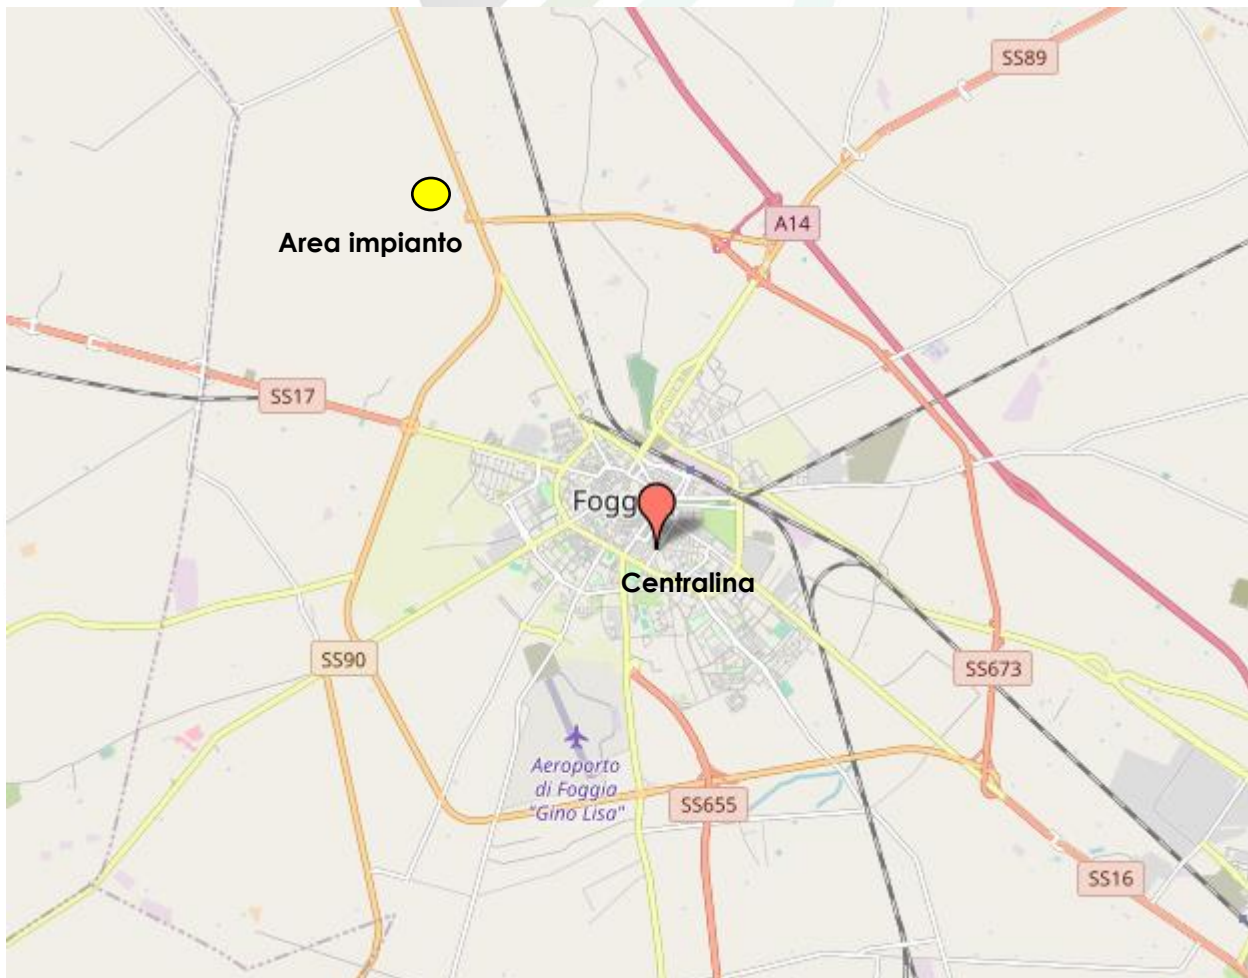 SS89
A14
Area impianto
SS17
Fogg
Centralina
SS90
SS673
Aeroporto
di Foggia
"Gino Lisa"
SS655
SS16